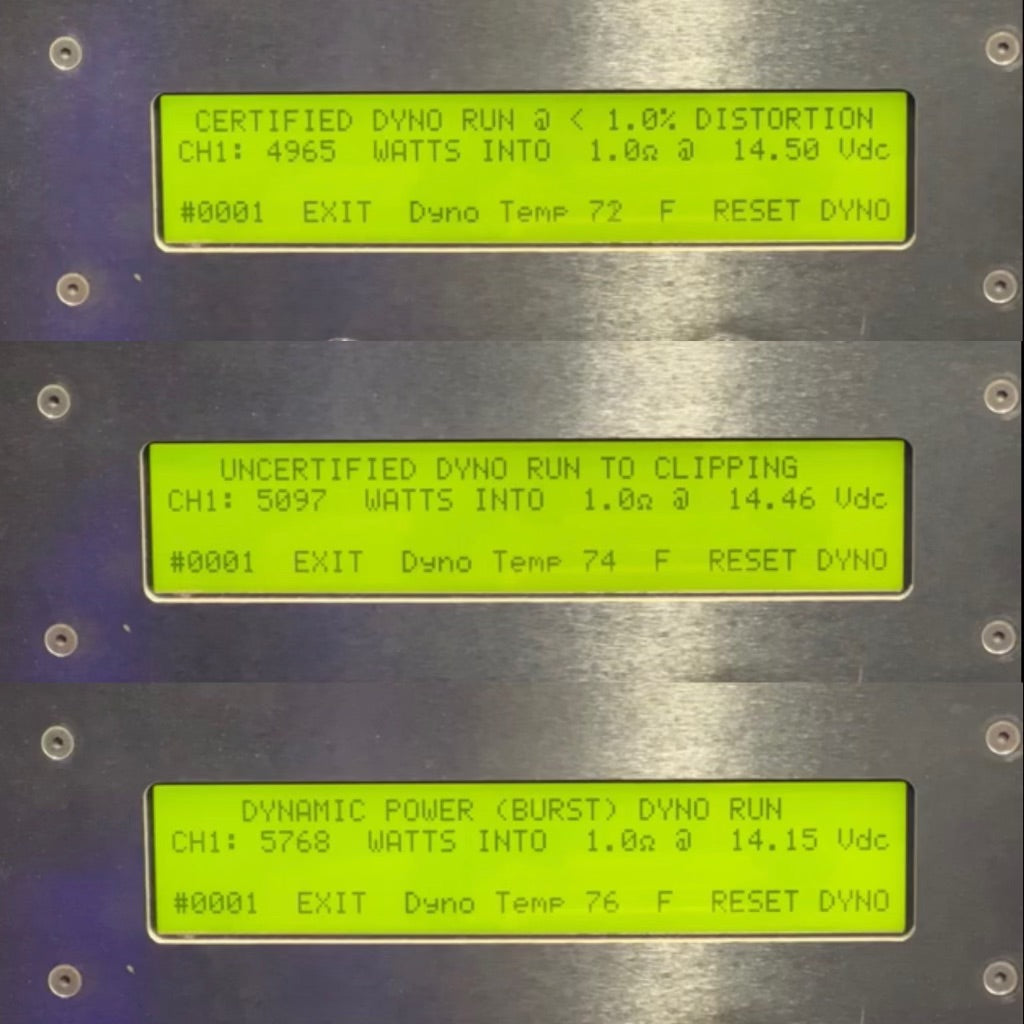 CERTIFIED DYNO RUN @ < 1.0% DISTORTION
CH1: 4965 WATTS INTO 1.0Ω @ 14.50 Vdc
#0001 EXIT Dyno Temp 72 F RESET DYNO
UNCERTIFIED DYNO RUN TO CLIPPING
CH1: 5097 WATTS INTO 1.0Ω @ 14.46 Vdc
#0001 EXIT Dyno Temp 74 F RESET DYNO
DYNAMIC POWER (BURST) DYNO RUN
CH1: 5768 WATTS INTO 1.0Ω @ 14.15 Vdc
#0001 EXIT Dyno Temp 76 F RESET DYNO